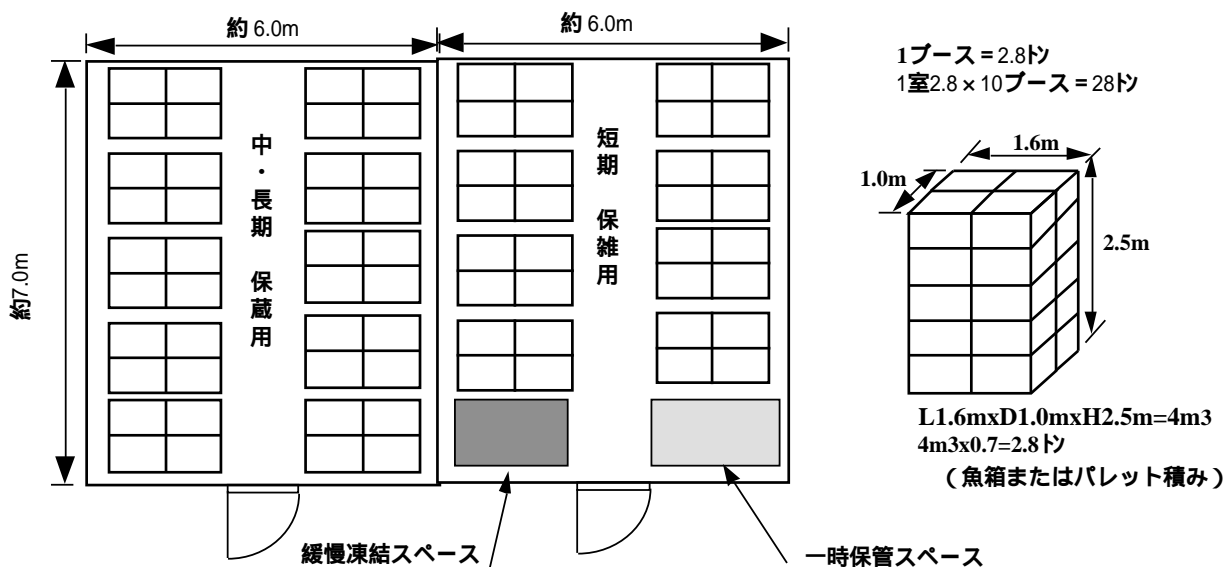 約 6.0m
約 6.0m
約7.0m
中・長期 保蔵用
短期 保雑用
緩慢凍結スペース
一時保管スペース
1ブース=2.8トン
1室2.8×10ブース=28トン
1.6m
1.0m
2.5m
L1.6mxD1.0mxH2.5m=4m3
4m3x0.7=2.8トン
（魚箱またはパレット積み）